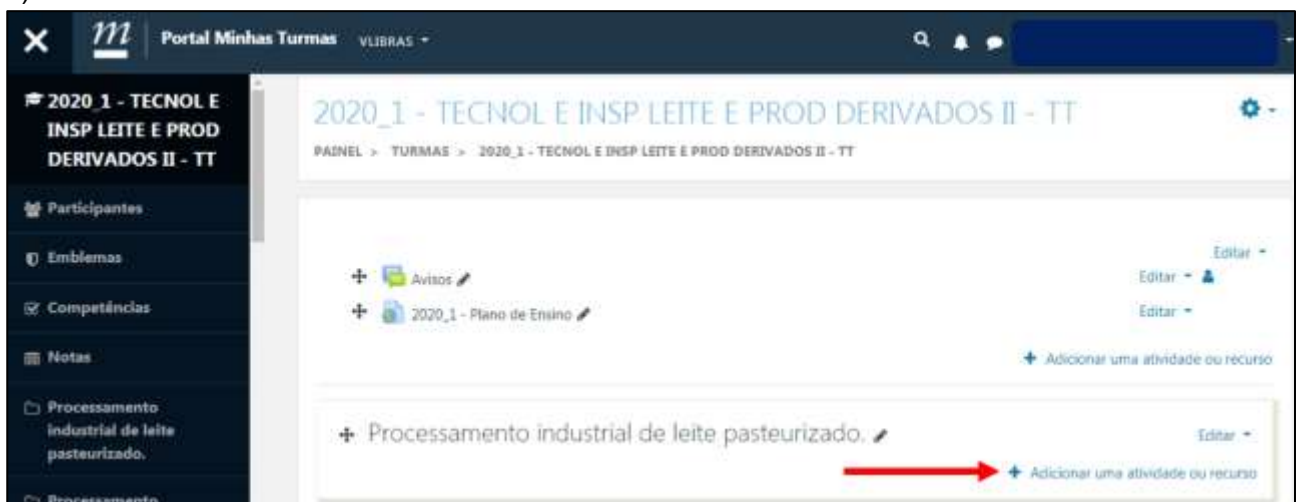 m Portal Minhas Turmas VLIBRAS
2020_1 - TECNOL E
INSP LEITE E PROD
DERIVADOS II - TT
Participantes
Emblemas
Competências
Notas
Processamento
industrial de leite
pasteurizado.
Processamento
2020_1 - TECNOL E INSP LEITE E PROD DERIVADOS II - TT
PAINEL > TURMAS > 2020_1 - TECNOL E INSP LEITE E PROD DERIVADOS II - TT
Editar
Avisos Editar
2020_1 - Plano de Ensino Editar
+ Adicionar uma atividade ou recurso
Processamento industrial de leite pasteurizado. Editar
+ Adicionar uma atividade ou recurso